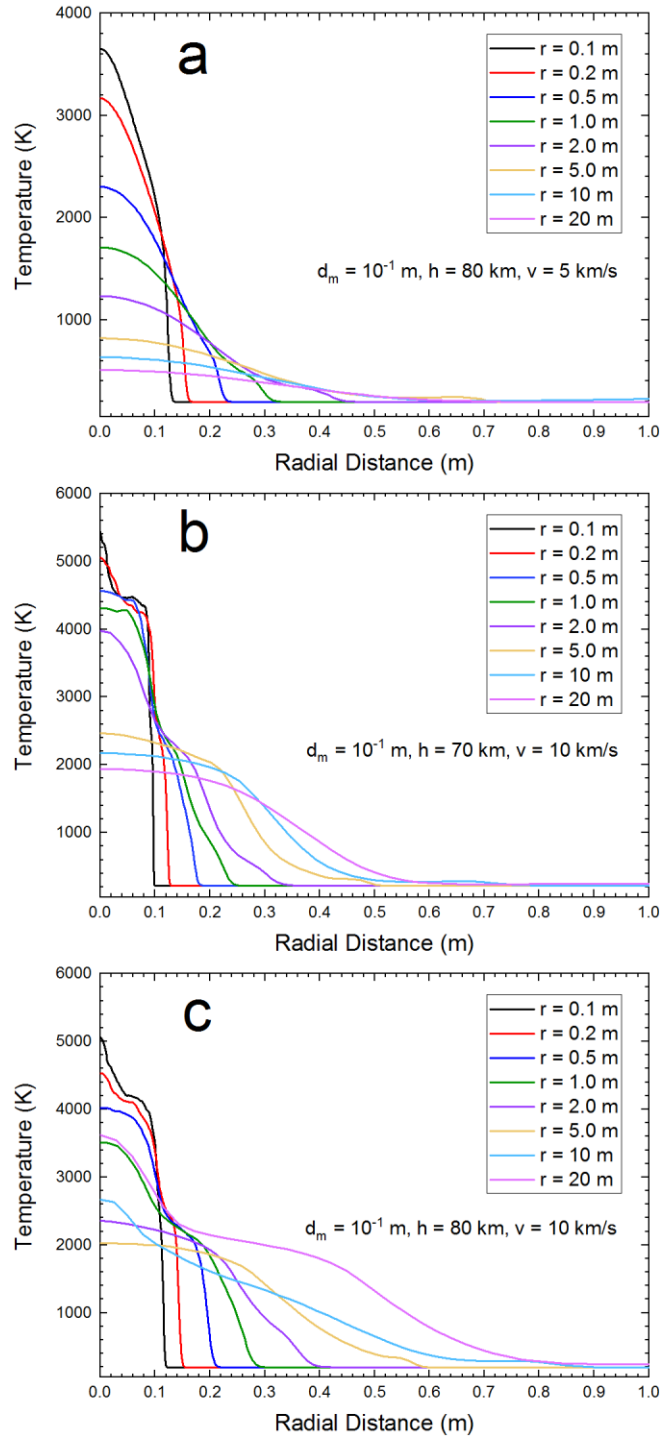 a
4000
3000
2000
1000
Temperature (K)
r = 0.1 m
r = 0.2 m
r = 0.5 m
r = 1.0 m
r = 2.0 m
r = 5.0 m
r = 10 m
r = 20 m
dₘ = 10⁻¹ m, h = 80 km, v = 5 km/s
0.0 0.1 0.2 0.3 0.4 0.5 0.6 0.7 0.8 0.9 1.0
Radial Distance (m)
b
6000
5000
4000
3000
2000
1000
Temperature (K)
r = 0.1 m
r = 0.2 m
r = 0.5 m
r = 1.0 m
r = 2.0 m
r = 5.0 m
r = 10 m
r = 20 m
dₘ = 10⁻¹ m, h = 70 km, v = 10 km/s
0.0 0.1 0.2 0.3 0.4 0.5 0.6 0.7 0.8 0.9 1.0
Radial Distance (m)
c
6000
5000
4000
3000
2000
1000
Temperature (K)
r = 0.1 m
r = 0.2 m
r = 0.5 m
r = 1.0 m
r = 2.0 m
r = 5.0 m
r = 10 m
r = 20 m
dₘ = 10⁻¹ m, h = 80 km, v = 10 km/s
0.0 0.1 0.2 0.3 0.4 0.5 0.6 0.7 0.8 0.9 1.0
Radial Distance (m)